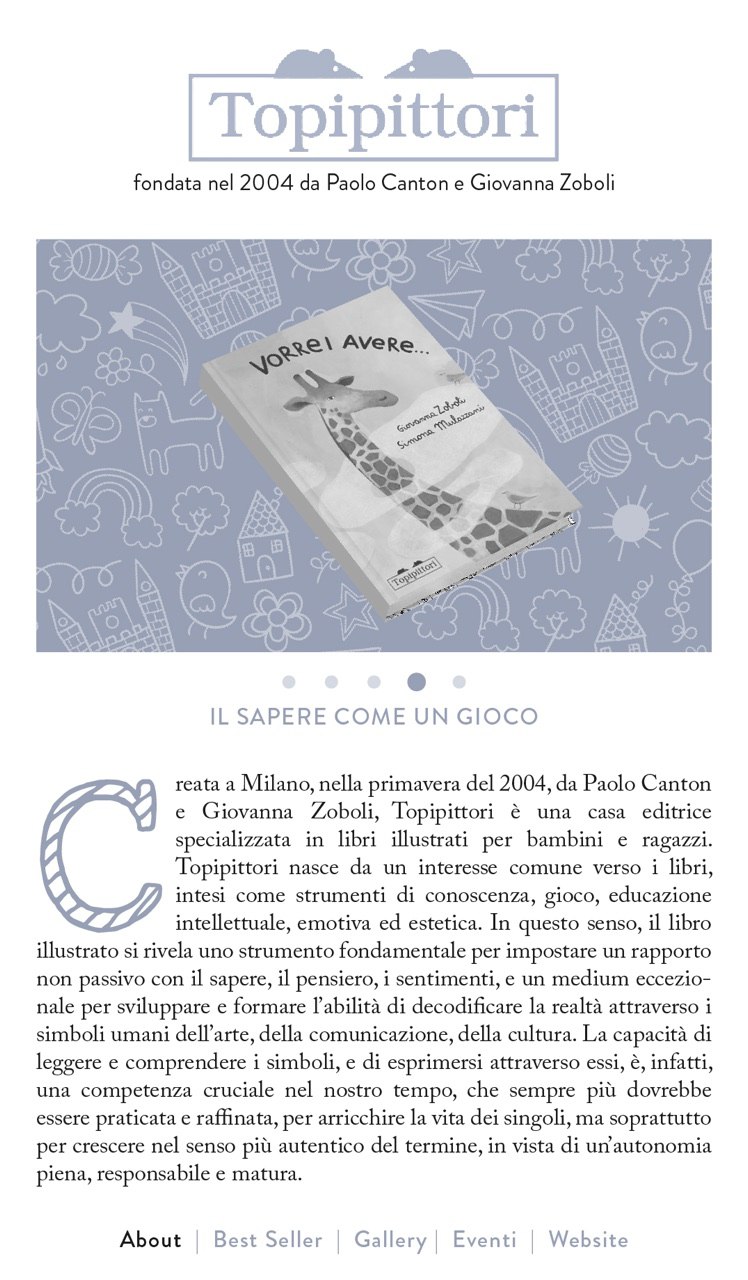 Topipittori
fondata nel 2004 da Paolo Canton e Giovanna Zoboli
VORREI AVERE...
Giovanna Zoboli
Simona Mulazzani
Topipittori
IL SAPERE COME UN GIOCO
Creata a Milano, nella primavera del 2004, da Paolo Canton
e Giovanna Zoboli, Topipittori è una casa editrice
specializzata in libri illustrati per bambini e ragazzi.
Topipittori nasce da un interesse comune verso i libri,
intesi come strumenti di conoscenza, gioco, educazione
intellettuale, emotiva ed estetica. In questo senso, il libro
illustrato si rivela uno strumento fondamentale per impostare un rapporto
non passivo con il sapere, il pensiero, i sentimenti, e un medium eccezio-
nale per sviluppare e formare l’abilità di decodificare la realtà attraverso i
simboli umani dell’arte, della comunicazione, della cultura. La capacità di
leggere e comprendere i simboli, e di esprimersi attraverso essi, è, infatti,
una competenza cruciale nel nostro tempo, che sempre più dovrebbe
essere praticata e raffinata, per arricchire la vita dei singoli, ma soprattutto
per crescere nel senso più autentico del termine, in vista di un’autonomia
piena, responsabile e matura.
About | Best Seller | Gallery | Eventi | Website